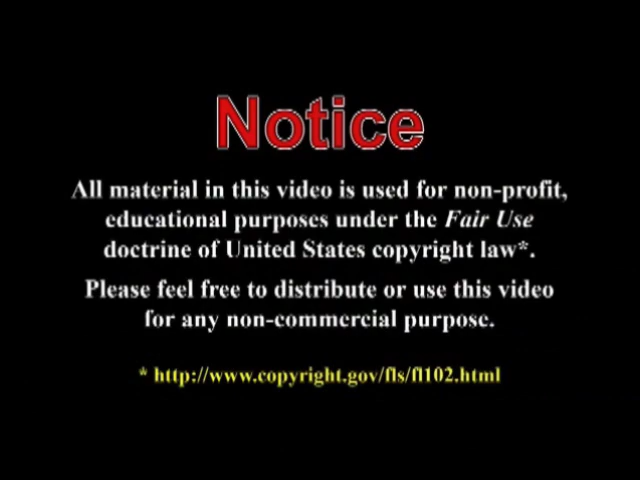 Notice
All material in this video is used for non-profit,
educational purposes under the Fair Use
doctrine of United States copyright law*.
Please feel free to distribute or use this video
for any non-commercial purpose.
* http://www.copyright.gov/fls/fl102.html